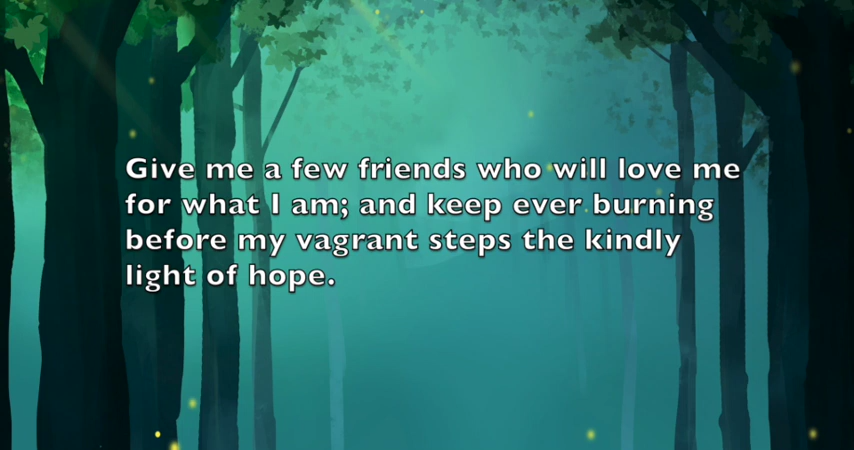 Give me a few friends who will love me
for what I am; and keep ever burning
before my vagrant steps the kindly
light of hope.